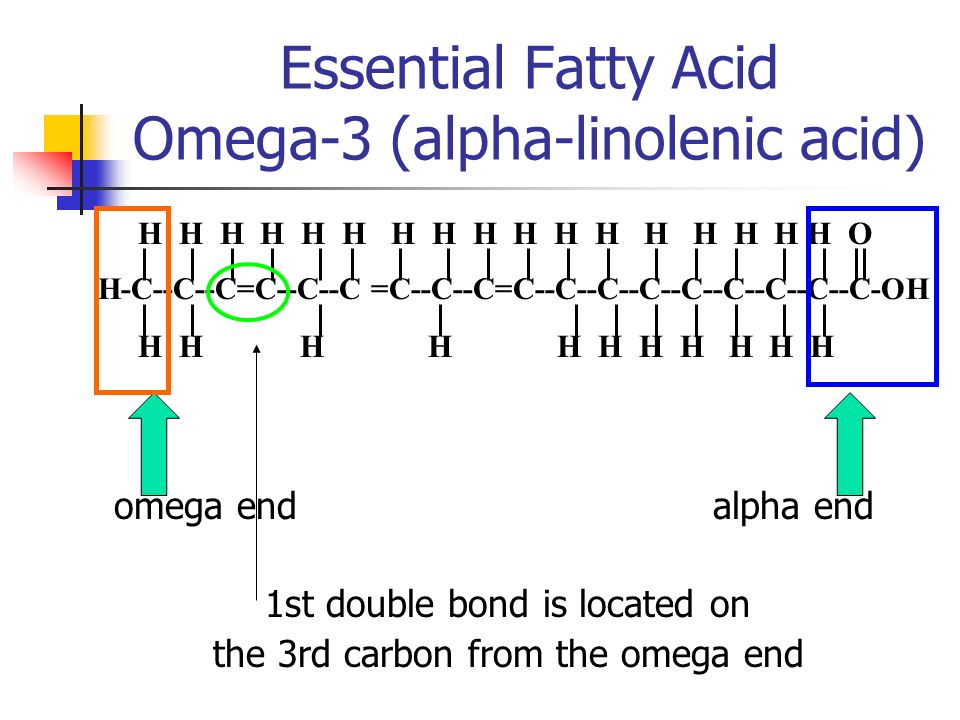 Essential Fatty Acid
Omega-3 (alpha-linolenic acid)
H H H H H H H H H H H H H H H H H O
H-C--C--C=C--C--C =C--C--C=C--C--C--C--C--C--C--C--C-OH
H H H H H H H H H H H
omega end alpha end
1st double bond is located on
the 3rd carbon from the omega end